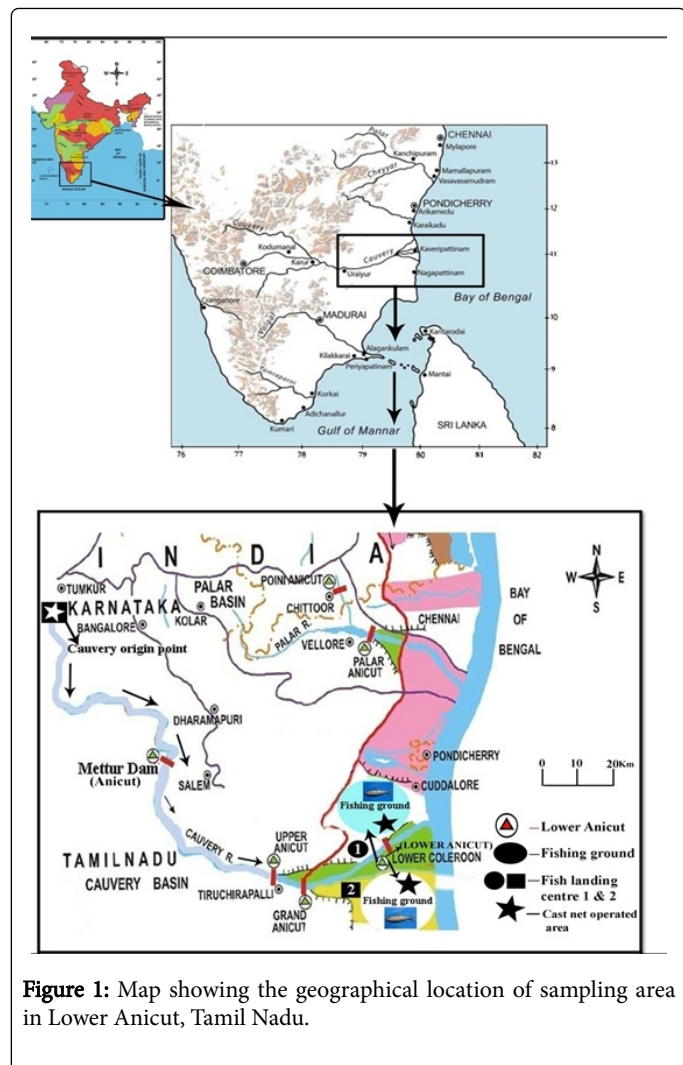 CHENNAI
Mylapore
Palar
Kanchipuram
Cheyyar
Mamallapuram
Vasavasamudram
13
PONDICHERRY
Arikamedu
12
Karaikadu
Cauvery
Kodumanal
Karur
COIMBATORE
Cauvery
Kaveripattinam
11
Uraiyur
Nagapattinam
Bay of Bengal
Cranganore
Vaigai
MADURAI
10
Alagankulam
Kantarodai
Kilakkarai
Periyapatinam
9
Mantai
Tamraparni
Korkai
Adichanallur
SRI LANKA
Kumari
Gulf of Mannar
8
76 77 78 79 80 81 82
I N D I A
N
W E
S
TUMKUR
KARNATAKA
BANGALORE
KOLAR
PALAR
BASIN
POINI ANICUT
CHITTOOR
CHENNAI
BAY
OF
BENGAL
PALAR R.
VELLORE
PALAR
ANICUT
Cauvery origin point
DHARAMAPURI
Mettur Dam
(Anicut)
SALEM
PONDICHERRY
CUDDALORE
0 10 20Km
Fishing ground
CAUVERY R.
UPPER
ANICUT
1
(LOWER ANICUT)
LOWER COLEROON
TAMILNADU
CAUVERY BASIN
TIRUCHIRAPALLI
GRAND
ANICUT
2
Fishing ground
Lower Anicut
Fishing ground
Fish landing
centre 1 & 2
Cast net operated
area
Figure 1: Map showing the geographical location of sampling area
in Lower Anicut, Tamil Nadu.